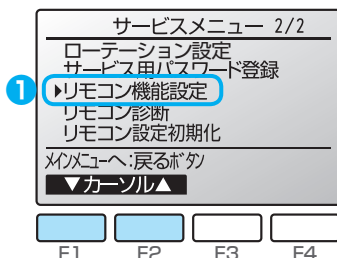 サービスメニュー 2/2
ローテーション設定
サービス用パスワード登録
1 ▶リモコン機能設定
リモコン診断
リモコン設定初期化
メインメニューへ:戻るボタン
▼カーソル▲
F1 F2 F3 F4